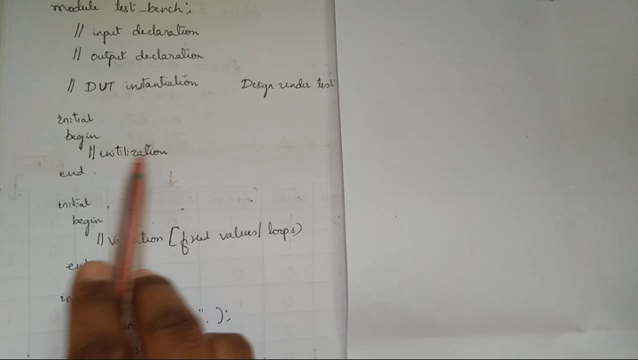 module test_bench;
// input declaration
// output declaration
// DUT instantiation Design under test
initial
begin
// initilization
end
initial
begin
[fixed values/ loops)
".);